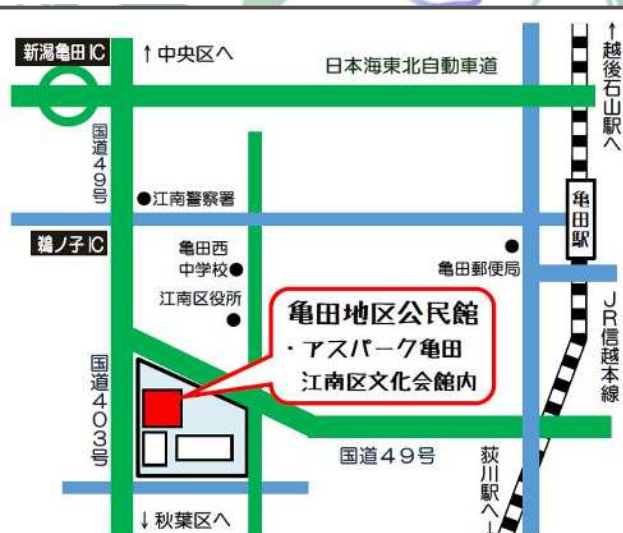 新潟亀田IC
↑中央区へ
日本海東北自動車道
↑越後石山駅へ
国道49号
●江南警察署
亀田駅
鵜ノ子IC
亀田西
中学校●
●
亀田郵便局
江南区役所
●
亀田地区公民館
・アスパーク亀田
江南区文化会館内
JR信越本線
国道403号
国道49号
荻川駅へ↓
↓秋葉区へ